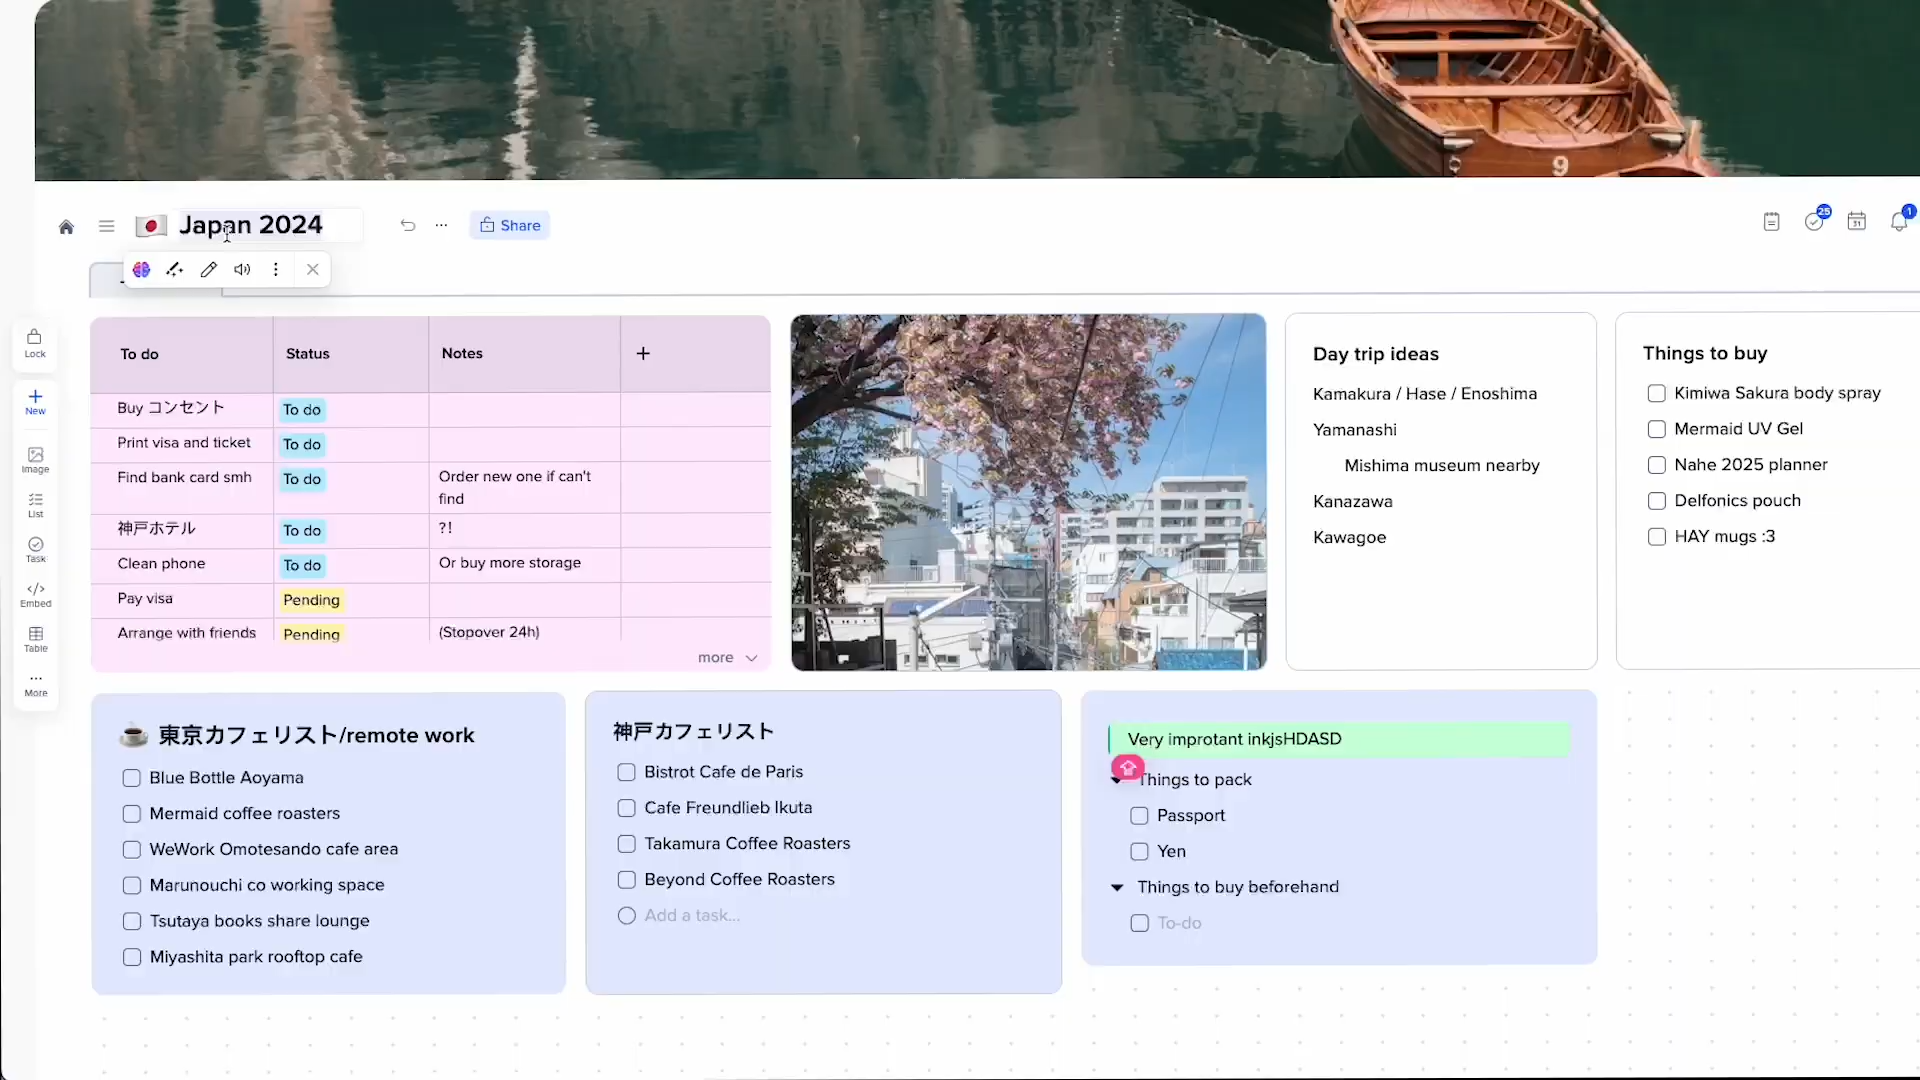 9
Japan 2024
Share
25
31
1
Lock
New
Image
List
Task
Embed
Table
More
To do Status Notes +
Buy コンセント To do
Print visa and ticket To do
Find bank card smh To do Order new one if can't
find
神戸ホテル To do ?!
Clean phone To do Or buy more storage
Pay visa Pending
Arrange with friends Pending (Stopover 24h)
more
Day trip ideas
Kamakura / Hase / Enoshima
Yamanashi
Mishima museum nearby
Kanazawa
Kawagoe
Things to buy
Kimiwa Sakura body spray
Mermaid UV Gel
Nahe 2025 planner
Delfonics pouch
HAY mugs :3
東京カフェリスト/remote work
Blue Bottle Aoyama
Mermaid coffee roasters
WeWork Omotesando cafe area
Marunouchi co working space
Tsutaya books share lounge
Miyashita park rooftop cafe
神戸カフェリスト
Bistrot Cafe de Paris
Cafe Freundlieb Ikuta
Takamura Coffee Roasters
Beyond Coffee Roasters
Add a task...
Very improtant inkjsHDASD
Things to pack
Passport
Yen
Things to buy beforehand
To-do